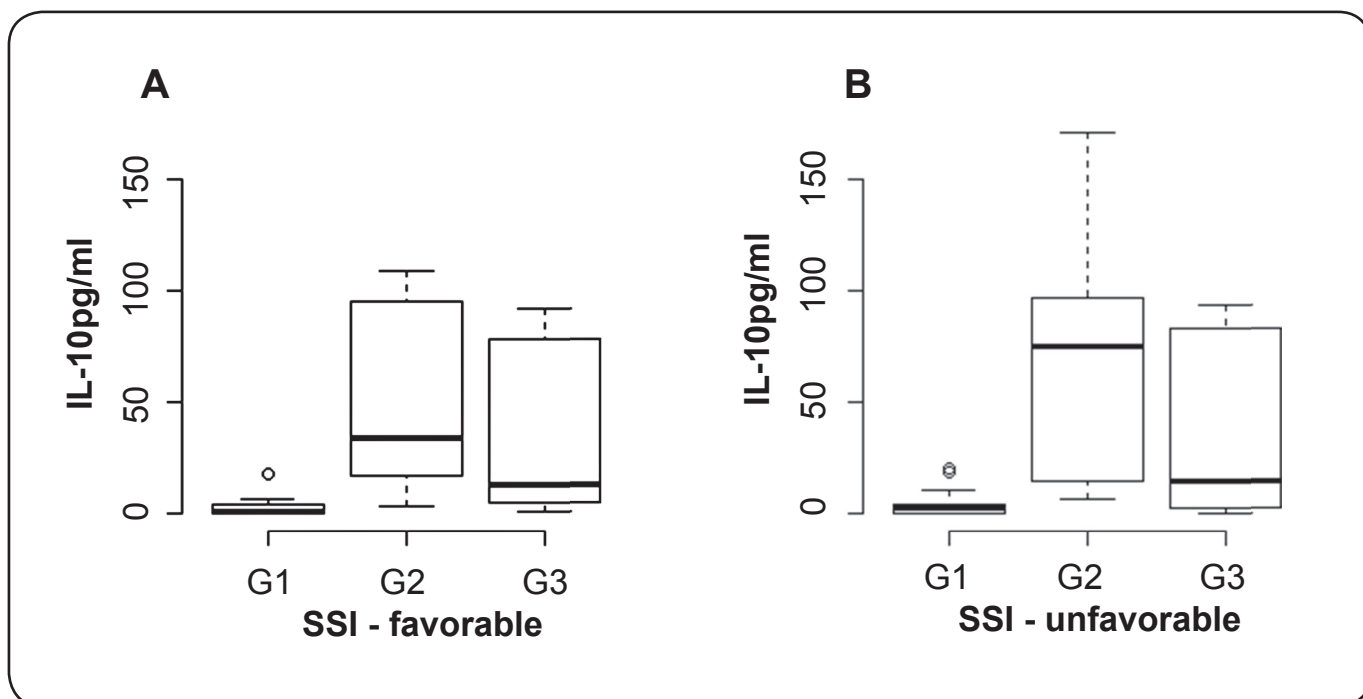 A
IL-10pg/ml
150
100
50
0
G1 G2 G3
SSI - favorable
B
IL-10pg/ml
150
100
50
0
G1 G2 G3
SSI - unfavorable